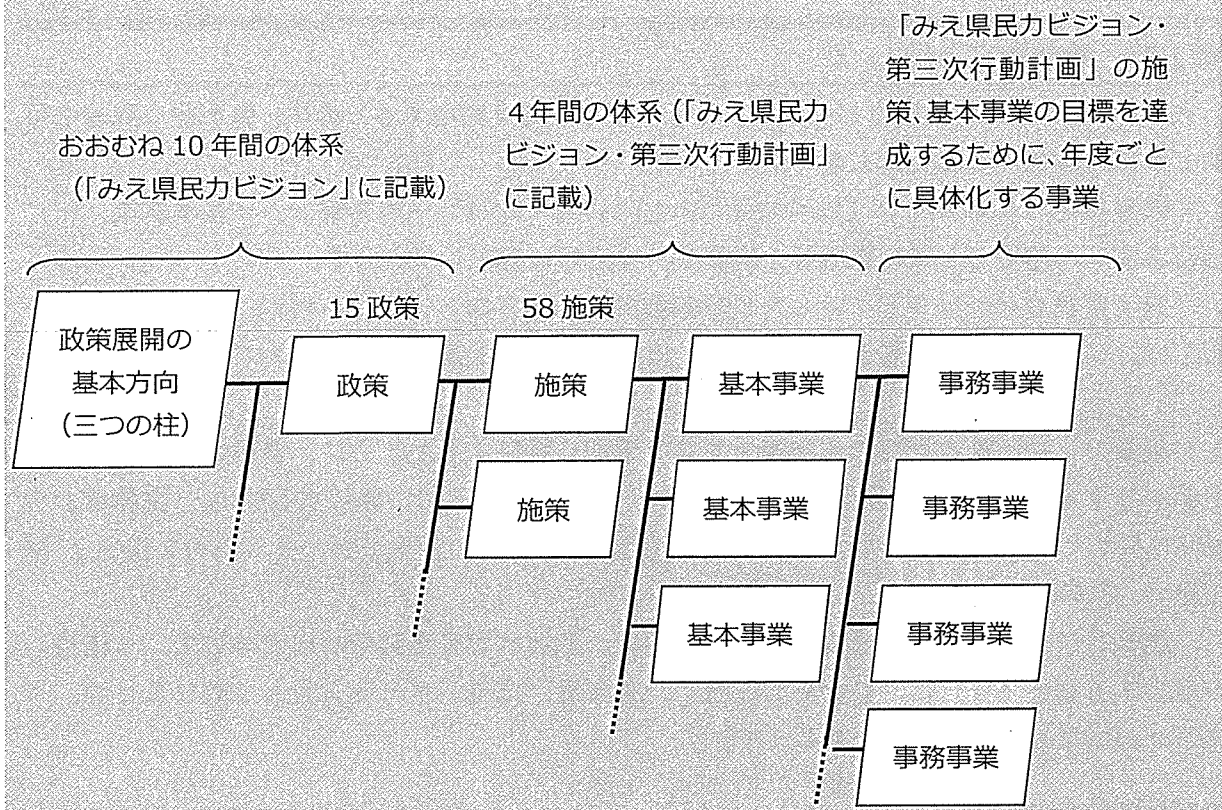 おおむね 10 年間の体系
(「みえ県民力ビジョン」に記載)
4 年間の体系(「みえ県民力
ビジョン・第三次行動計画」
に記載)
「みえ県民力ビジョン・
第三次行動計画」の施
策、基本事業の目標を達
成するために、年度ごと
に具体化する事業
政策展開の
基本方向
(三つの柱)
15 政策
政策
58 施策
施策
施策
基本事業
基本事業
基本事業
事務事業
事務事業
事務事業
事務事業